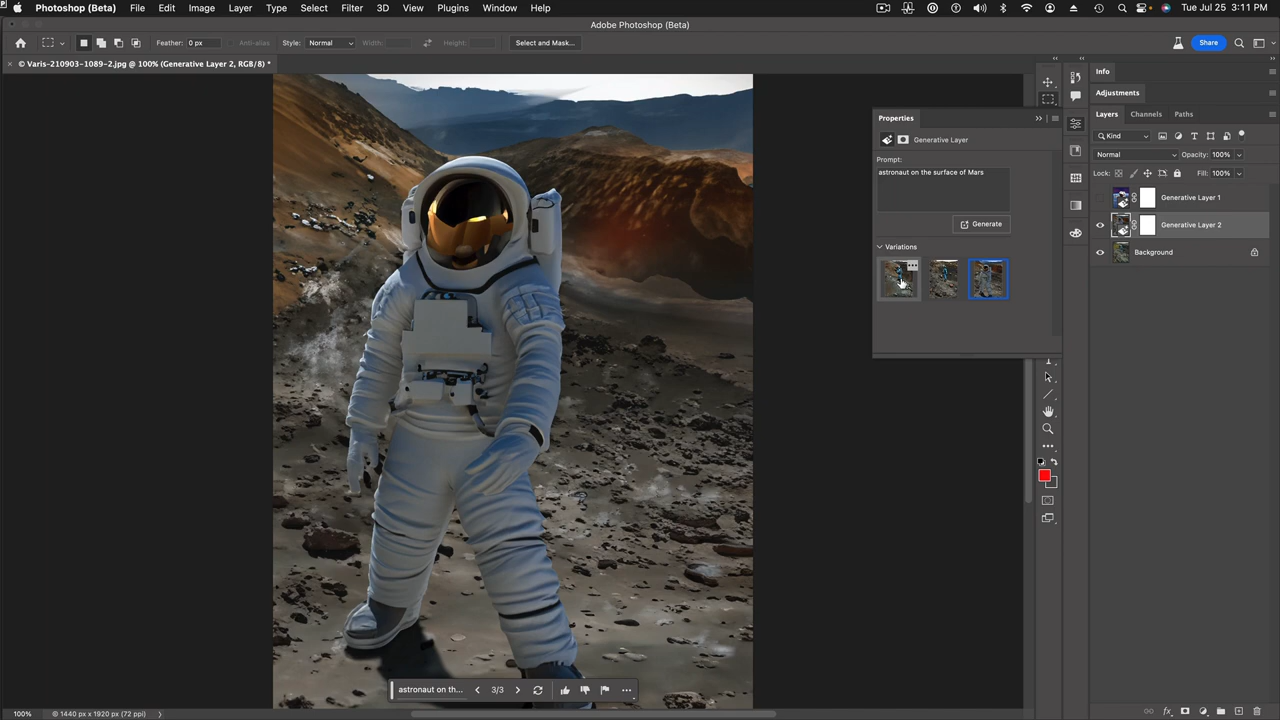 Photoshop (Beta) File Edit Image Layer Type Select Filter 3D View Plugins Window Help Tue Jul 25 3:11 PM
Adobe Photoshop (Beta)
Feather: 0 px Anti-alias Style: Normal Width: Height: Select and Mask... Share
© Varis-210903-1089-2.jpg @ 100% (Generative Layer 2, RGB/8) *
Info
Adjustments
Properties
Layers Channels Paths
Generative Layer
Kind
Normal Opacity: 100%
Prompt:
astronaut on the surface of Mars
Lock: Fill: 100%
Generative Layer 1
Generate
Generative Layer 2
Variations
Background
astronaut on th... 3/3
100% © 1440 px x 1920 px (72 ppi)